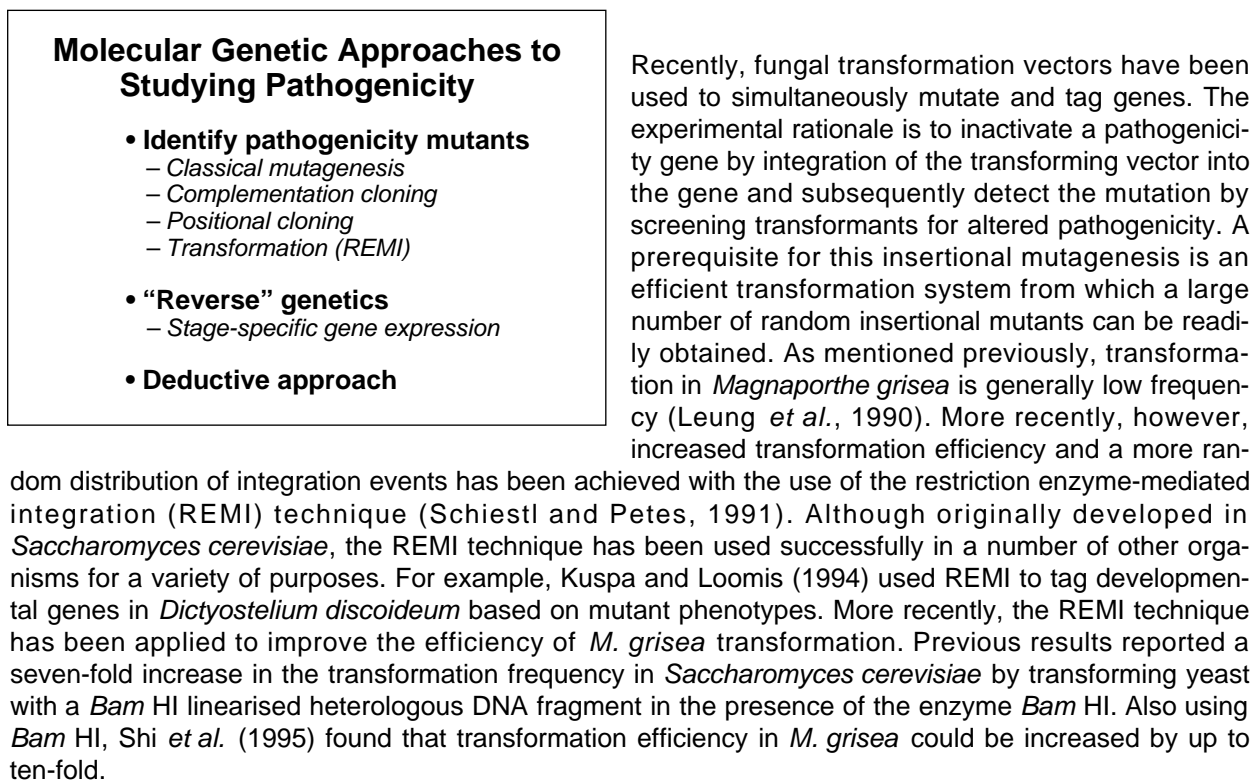 Molecular Genetic Approaches to
Studying Pathogenicity
• Identify pathogenicity mutants
– Classical mutagenesis
– Complementation cloning
– Positional cloning
– Transformation (REMI)
• “Reverse” genetics
– Stage-specific gene expression
• Deductive approach
Recently, fungal transformation vectors have been
used to simultaneously mutate and tag genes. The
experimental rationale is to inactivate a pathogenici-
ty gene by integration of the transforming vector into
the gene and subsequently detect the mutation by
screening transformants for altered pathogenicity. A
prerequisite for this insertional mutagenesis is an
efficient transformation system from which a large
number of random insertional mutants can be readi-
ly obtained. As mentioned previously, transforma-
tion in Magnaporthe grisea is generally low frequen-
cy (Leung et al., 1990). More recently, however,
increased transformation efficiency and a more ran-
dom distribution of integration events has been achieved with the use of the restriction enzyme-mediated
integration (REMI) technique (Schiestl and Petes, 1991). Although originally developed in
Saccharomyces cerevisiae, the REMI technique has been used successfully in a number of other orga-
nisms for a variety of purposes. For example, Kuspa and Loomis (1994) used REMI to tag developmen-
tal genes in Dictyostelium discoideum based on mutant phenotypes. More recently, the REMI technique
has been applied to improve the efficiency of M. grisea transformation. Previous results reported a
seven-fold increase in the transformation frequency in Saccharomyces cerevisiae by transforming yeast
with a Bam HI linearised heterologous DNA fragment in the presence of the enzyme Bam HI. Also using
Bam HI, Shi et al. (1995) found that transformation efficiency in M. grisea could be increased by up to
ten-fold.